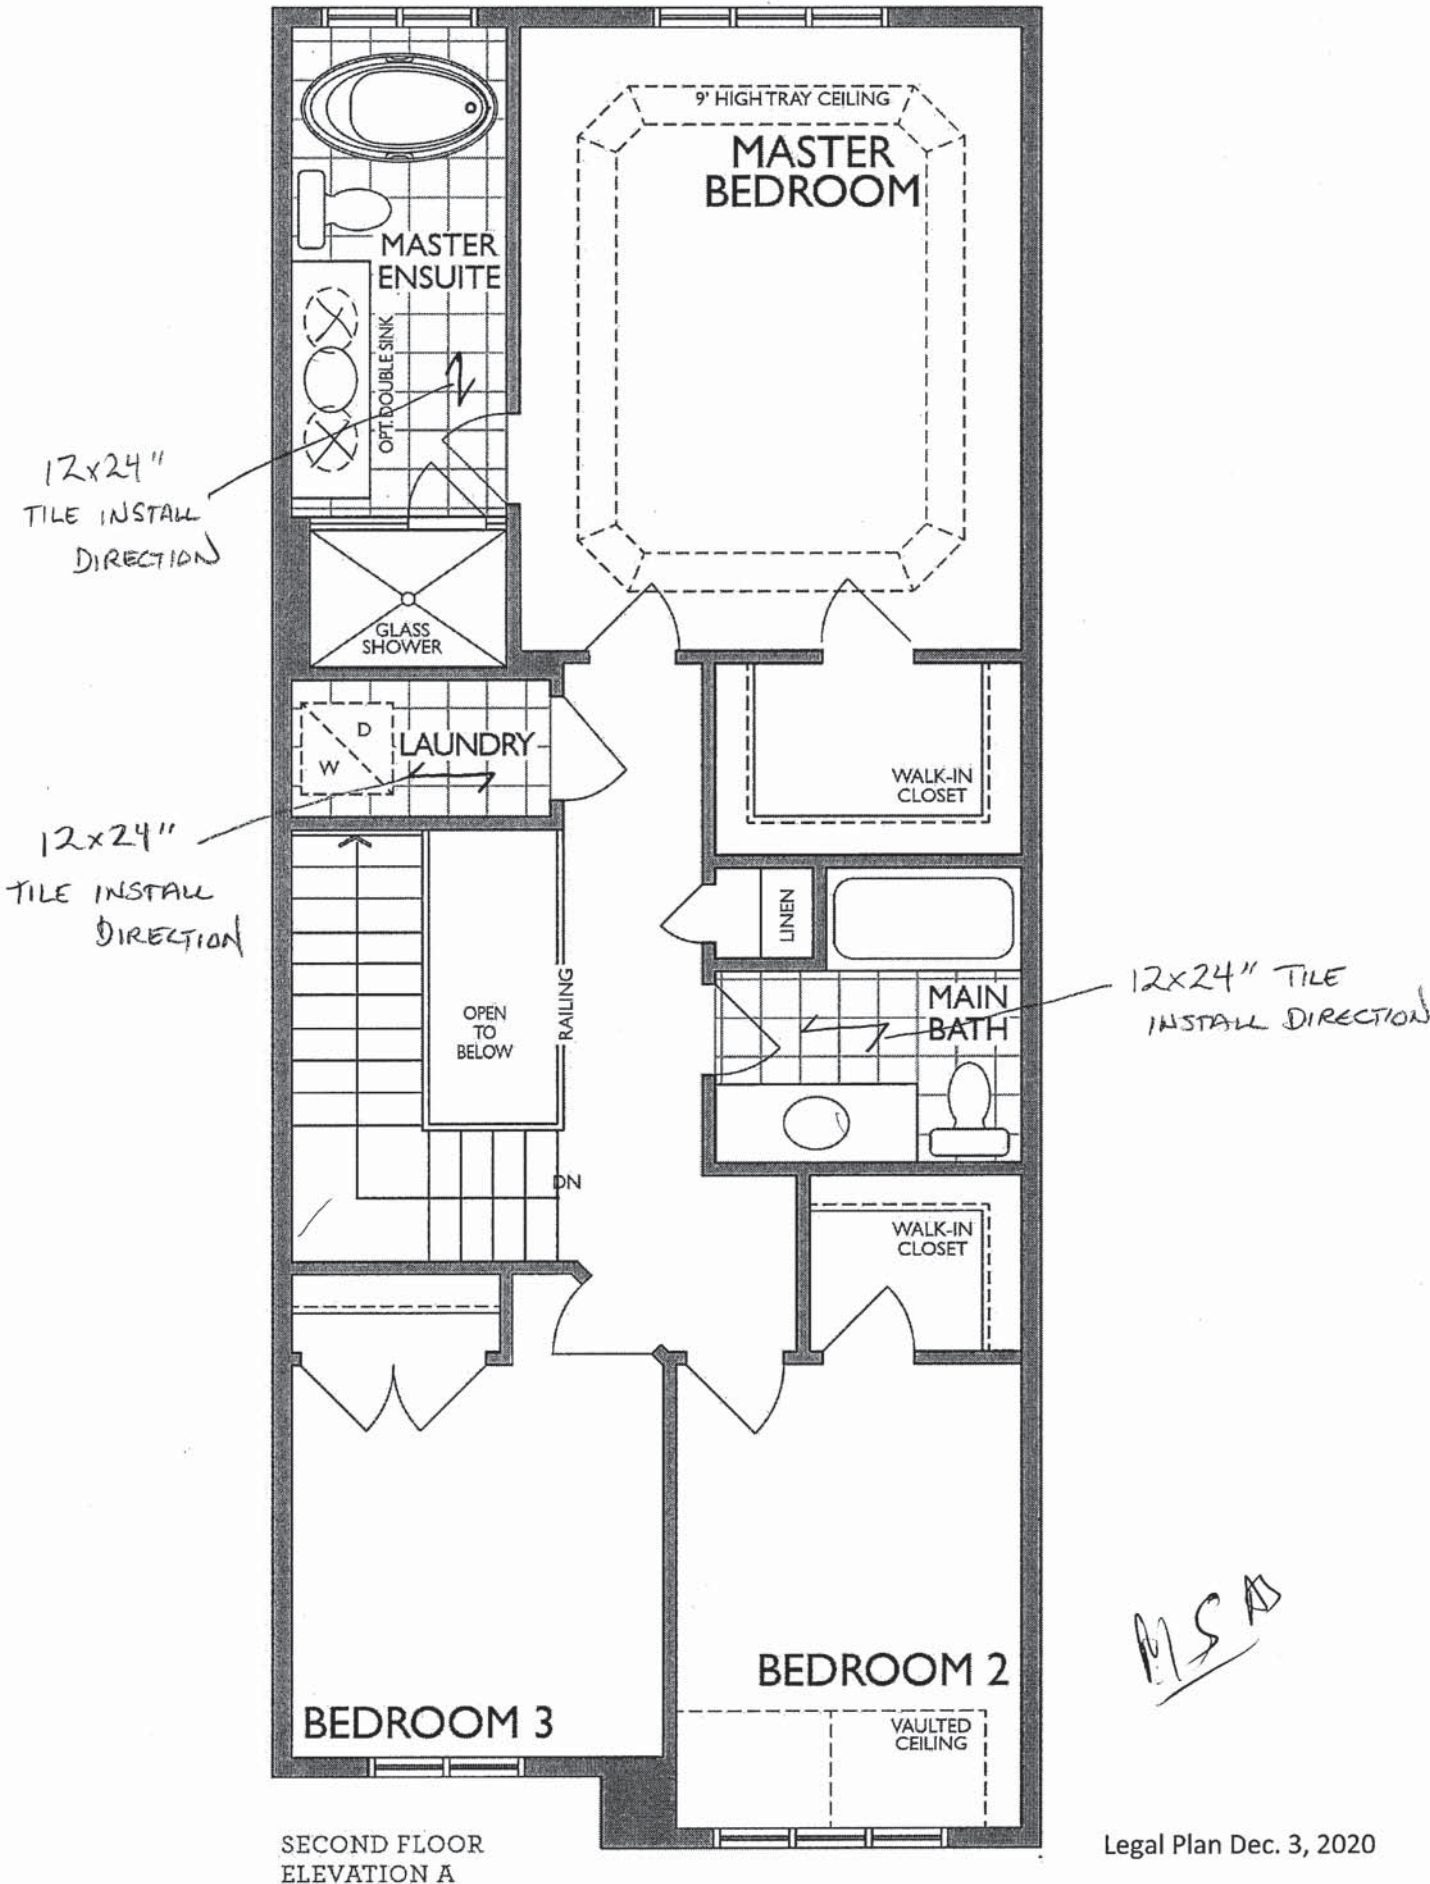 9' HIGH TRAY CEILING
MASTER
BEDROOM
MASTER
ENSUITE
OPT. DOUBLE SINK
12x24"
TILE INSTALL
DIRECTION
GLASS
SHOWER
D
W
LAUNDRY
WALK-IN
CLOSET
12x24"
TILE INSTALL
DIRECTION
LINEN
RAILING
OPEN
TO
BELOW
MAIN
BATH
12x24" TILE
INSTALL DIRECTION
DN
WALK-IN
CLOSET
BEDROOM 2
BEDROOM 3
VAULTED
CEILING
SECOND FLOOR
ELEVATION A
Legal Plan Dec. 3, 2020